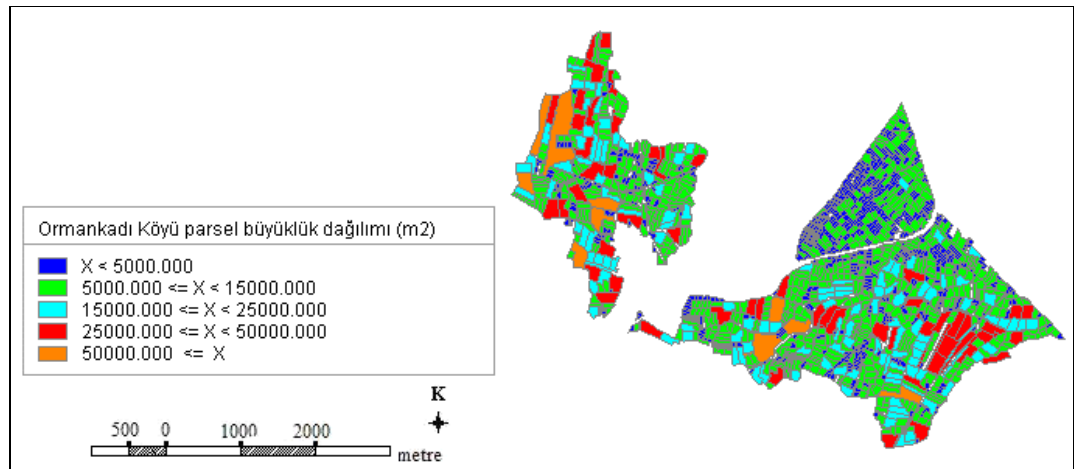 Ormankadı Köyü parsel büyüklük dağılımı (m2)
X < 5000.000
5000.000 <= X < 15000.000
15000.000 <= X < 25000.000
25000.000 <= X < 50000.000
50000.000 <= X
K
500 0 1000 2000
metre